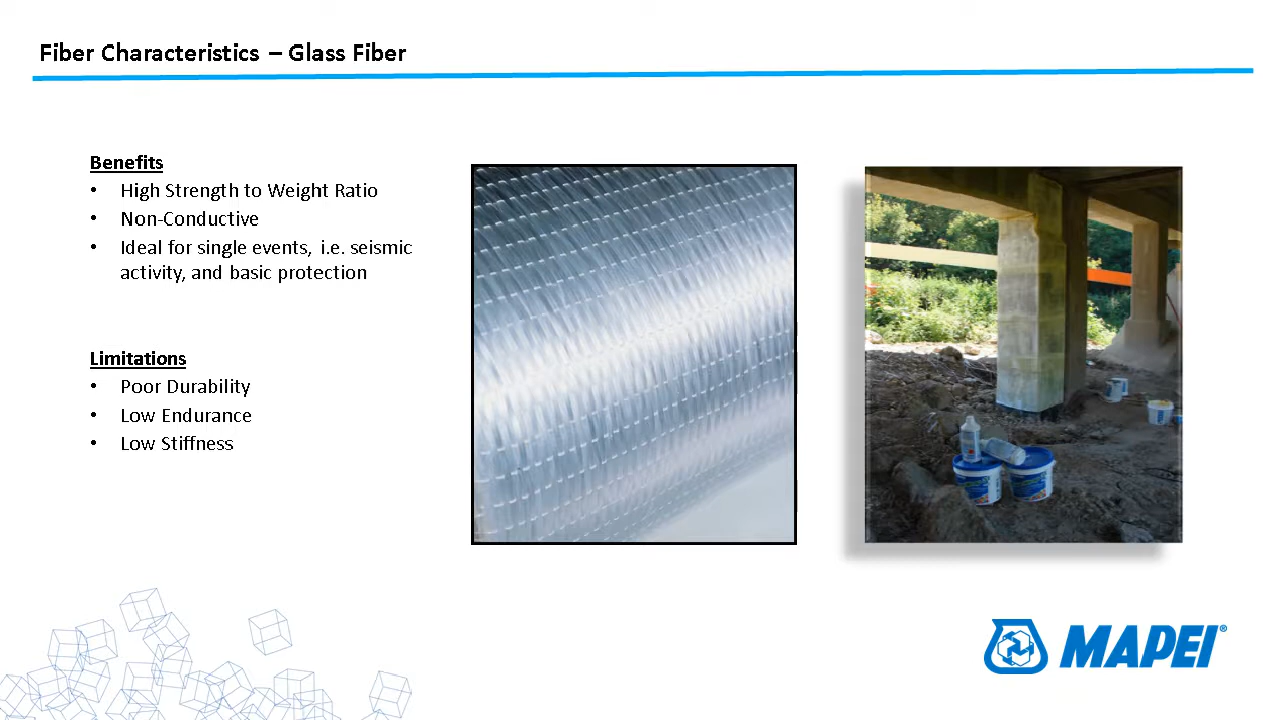 Fiber Characteristics – Glass Fiber
Benefits
• High Strength to Weight Ratio
• Non-Conductive
• Ideal for single events, i.e. seismic
activity, and basic protection
Limitations
• Poor Durability
• Low Endurance
• Low Stiffness
MAPEI®